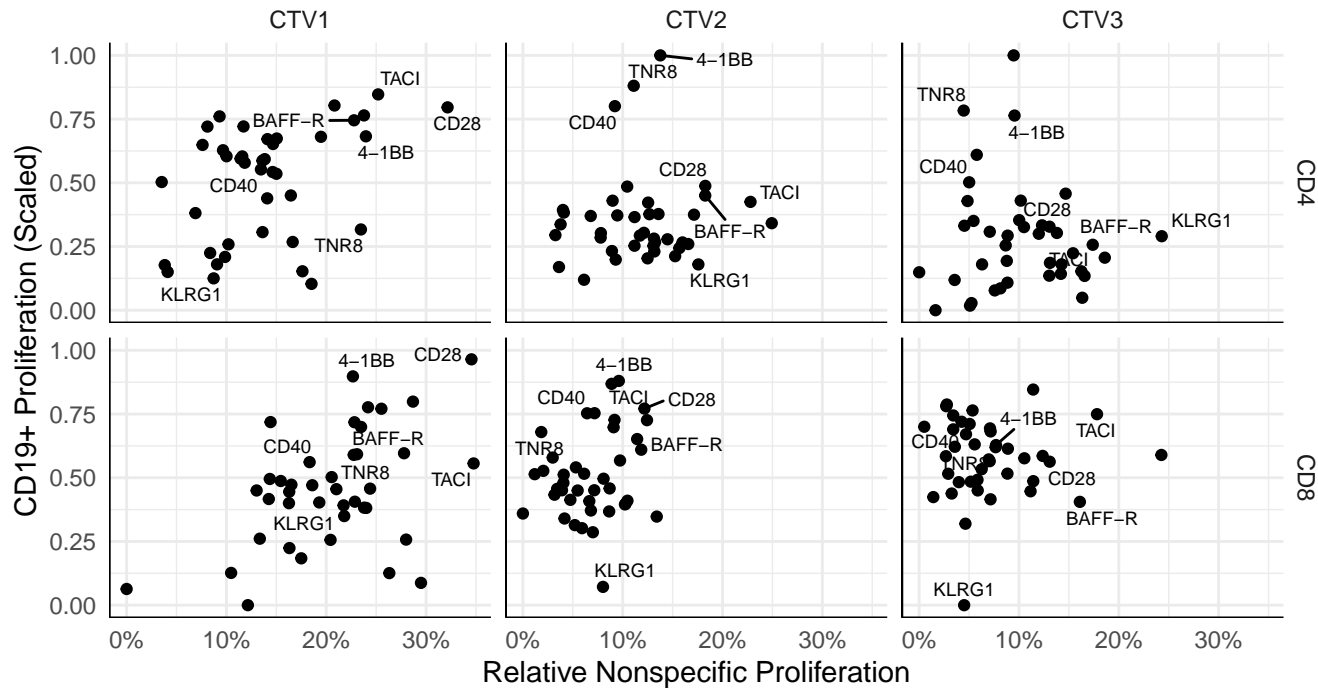 CTV1 CTV2 CTV3
CD19+ Proliferation (Scaled)
1.00
0.75
0.50
0.25
0.00
TACI
BAFF−R
CD28
4−1BB
CD40
TNR8
KLRG1
4−1BB
TNR8
CD40
CD28
TACI
BAFF−R
KLRG1
TNR8
4−1BB
CD40
CD28
BAFF−R
KLRG1
TACI
CD4
1.00
0.75
0.50
0.25
0.00
4−1BB
CD28
CD40
BAFF−R
TNR8
TACI
KLRG1
4−1BB
CD40
TACI
CD28
TNR8
BAFF−R
KLRG1
4−1BB
TACI
CD40
TNR8
CD28
BAFF−R
KLRG1
CD8
0% 10% 20% 30% 0% 10% 20% 30% 0% 10% 20% 30%
Relative Nonspecific Proliferation